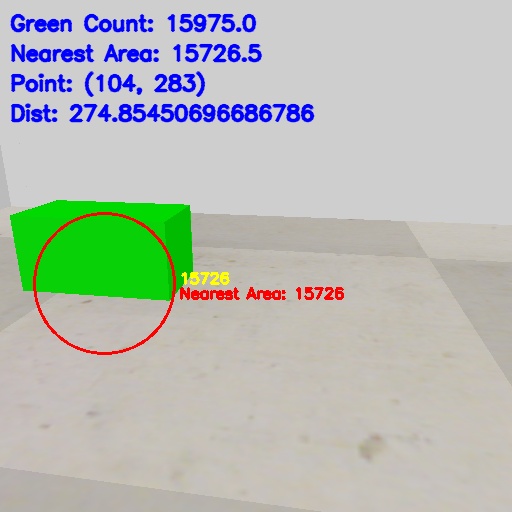 Green Count: 15975.0
Nearest Area: 15726.5
Point: (104, 283)
Dist: 274.85450696686786
15726
Nearest Area: 15726